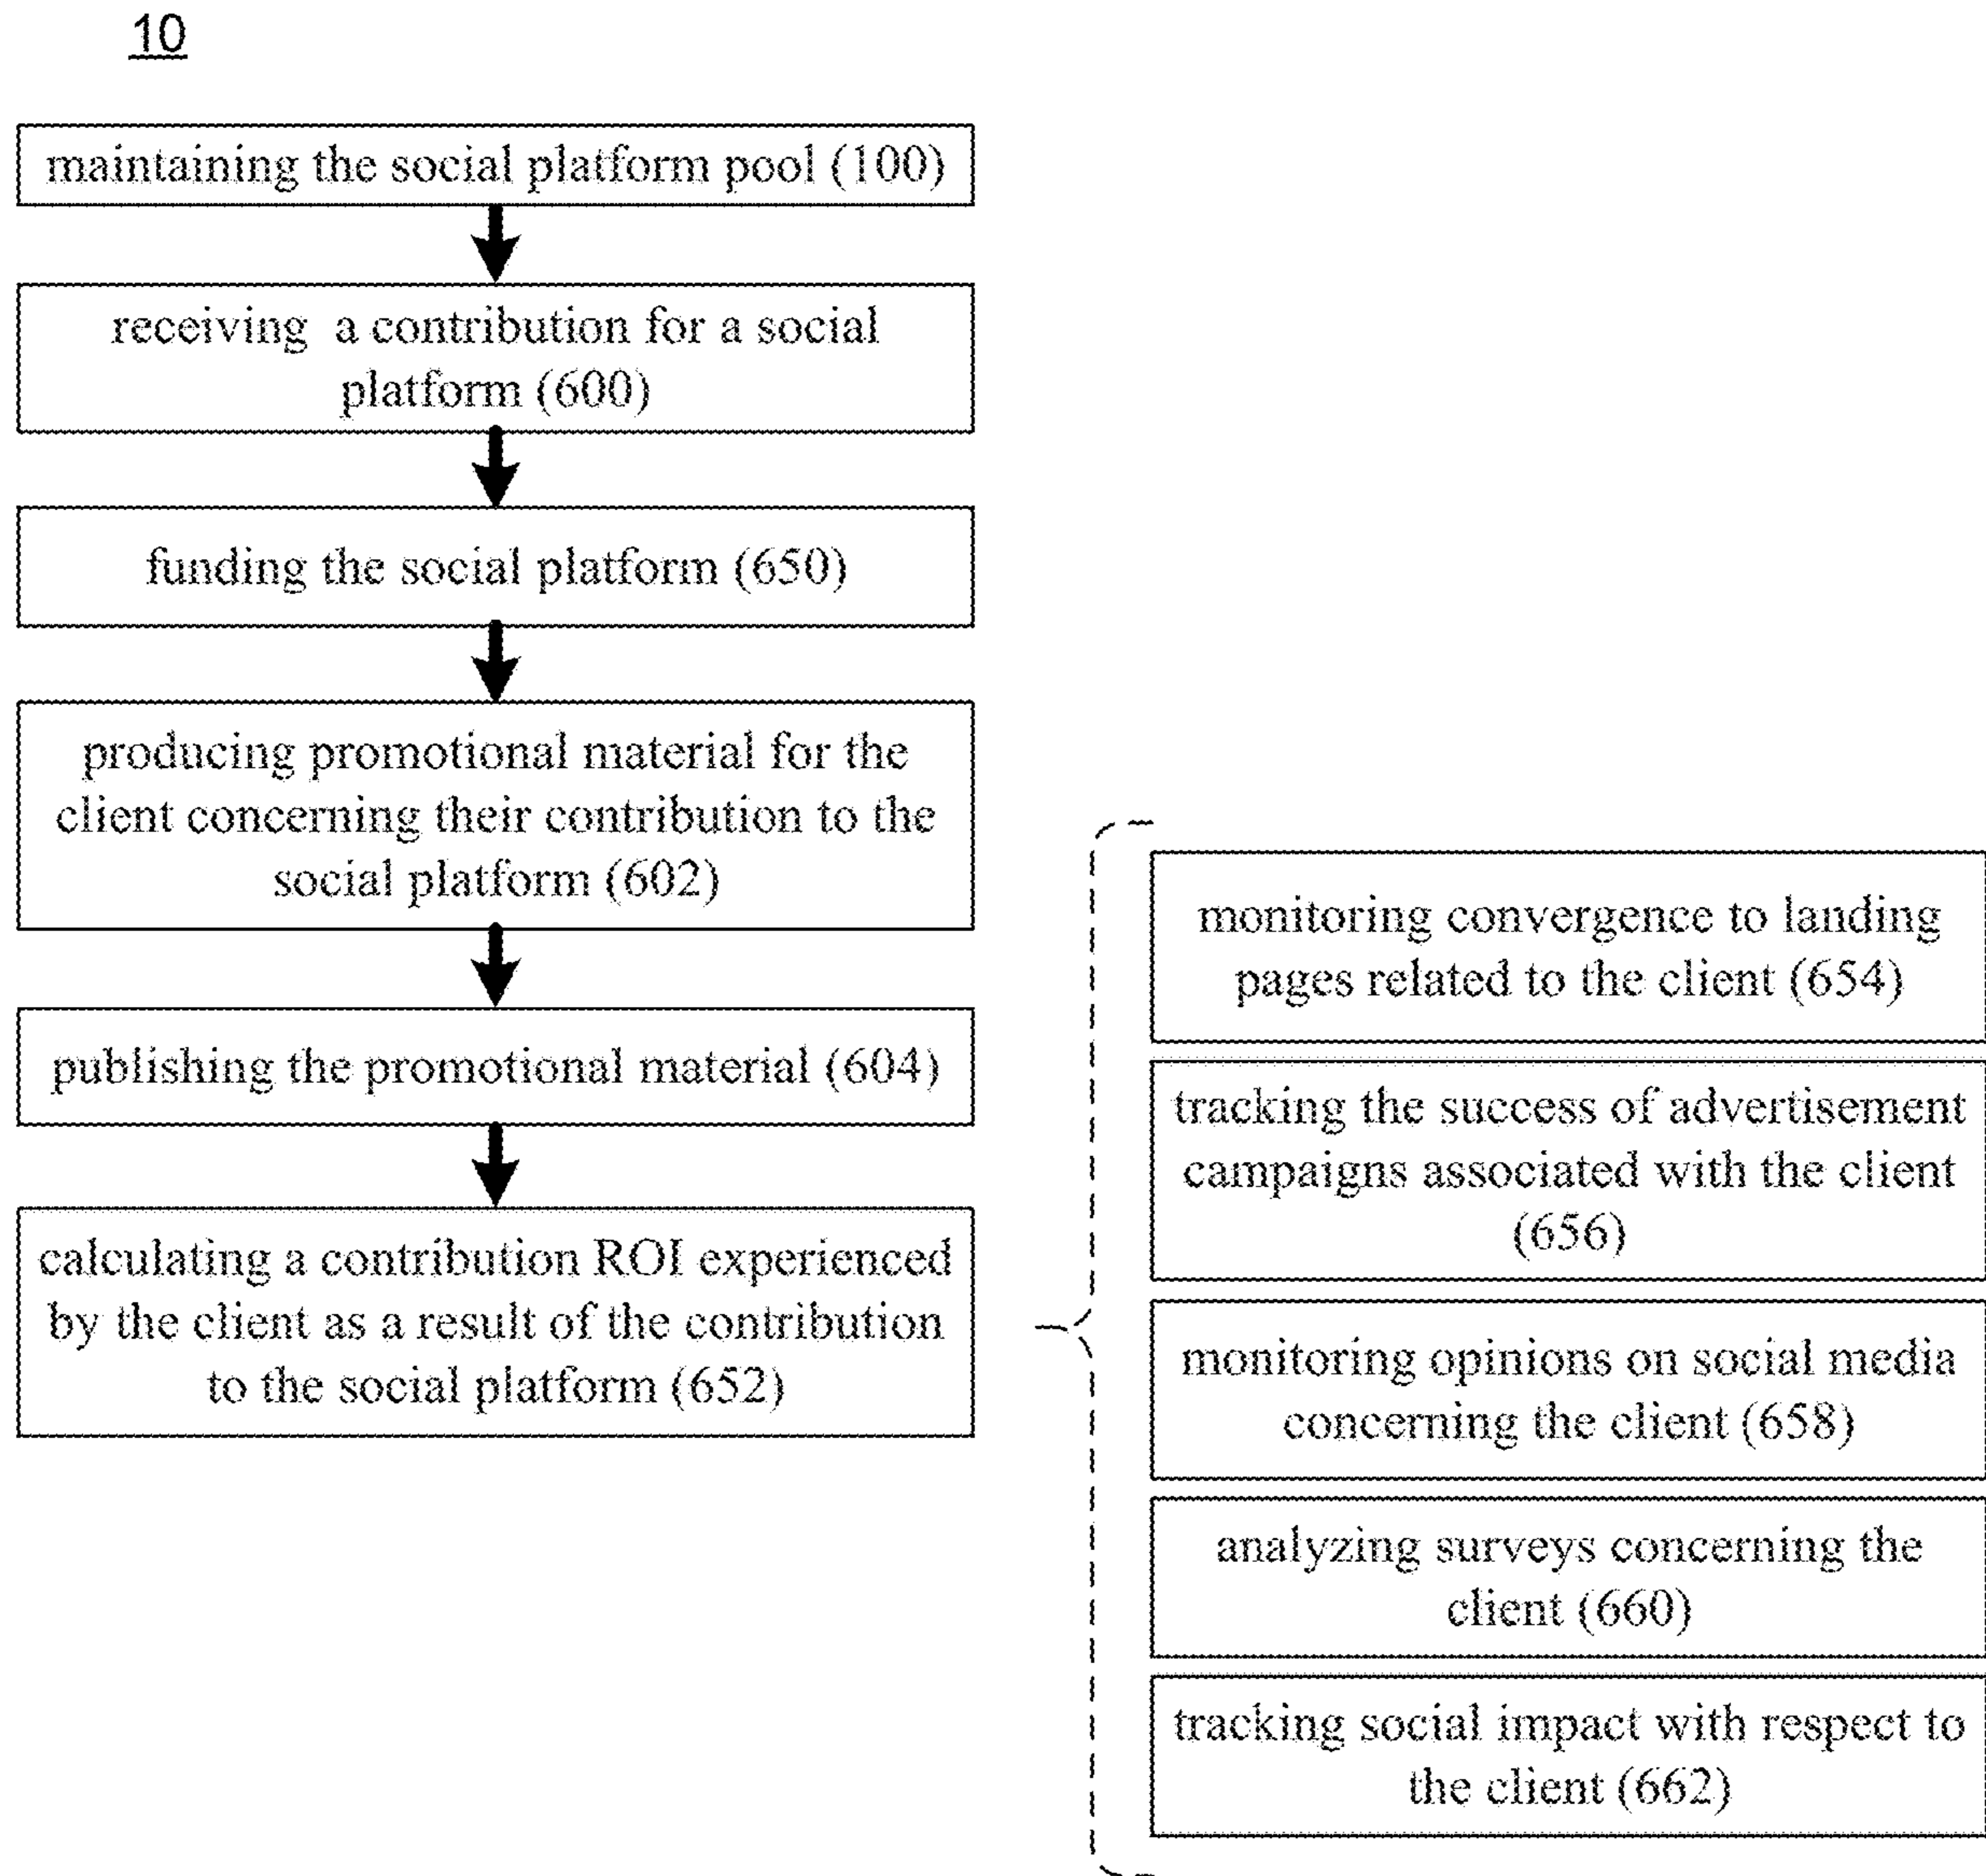 10
maintaining the social platform pool (100)
receiving a contribution for a social
platform (600)
funding the social platform (650)
producing promotional material for the
client concerning their contribution to the
social platform (602)
publishing the promotional material (604)
calculating a contribution ROI experienced
by the client as a result of the contribution
to the social platform (652)
monitoring convergence to landing
pages related to the client (654)
tracking the success of advertisement
campaigns associated with the client
(656)
monitoring opinions on social media
concerning the client (658)
analyzing surveys concerning the
client (660)
tracking social impact with respect to
the client (662)